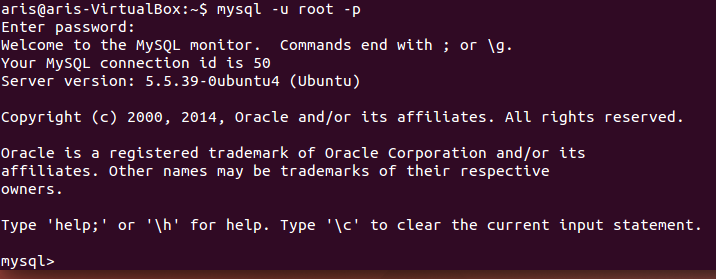 aris@aris-VirtualBox:~$ mysql -u root -p
Enter password:
Welcome to the MySQL monitor.  Commands end with ; or \g.
Your MySQL connection id is 50
Server version: 5.5.39-0ubuntu4 (Ubuntu)
Copyright (c) 2000, 2014, Oracle and/or its affiliates. All rights reserved.
Oracle is a registered trademark of Oracle Corporation and/or its
affiliates. Other names may be trademarks of their respective
owners.
Type 'help;' or '\h' for help. Type '\c' to clear the current input statement.
mysql>